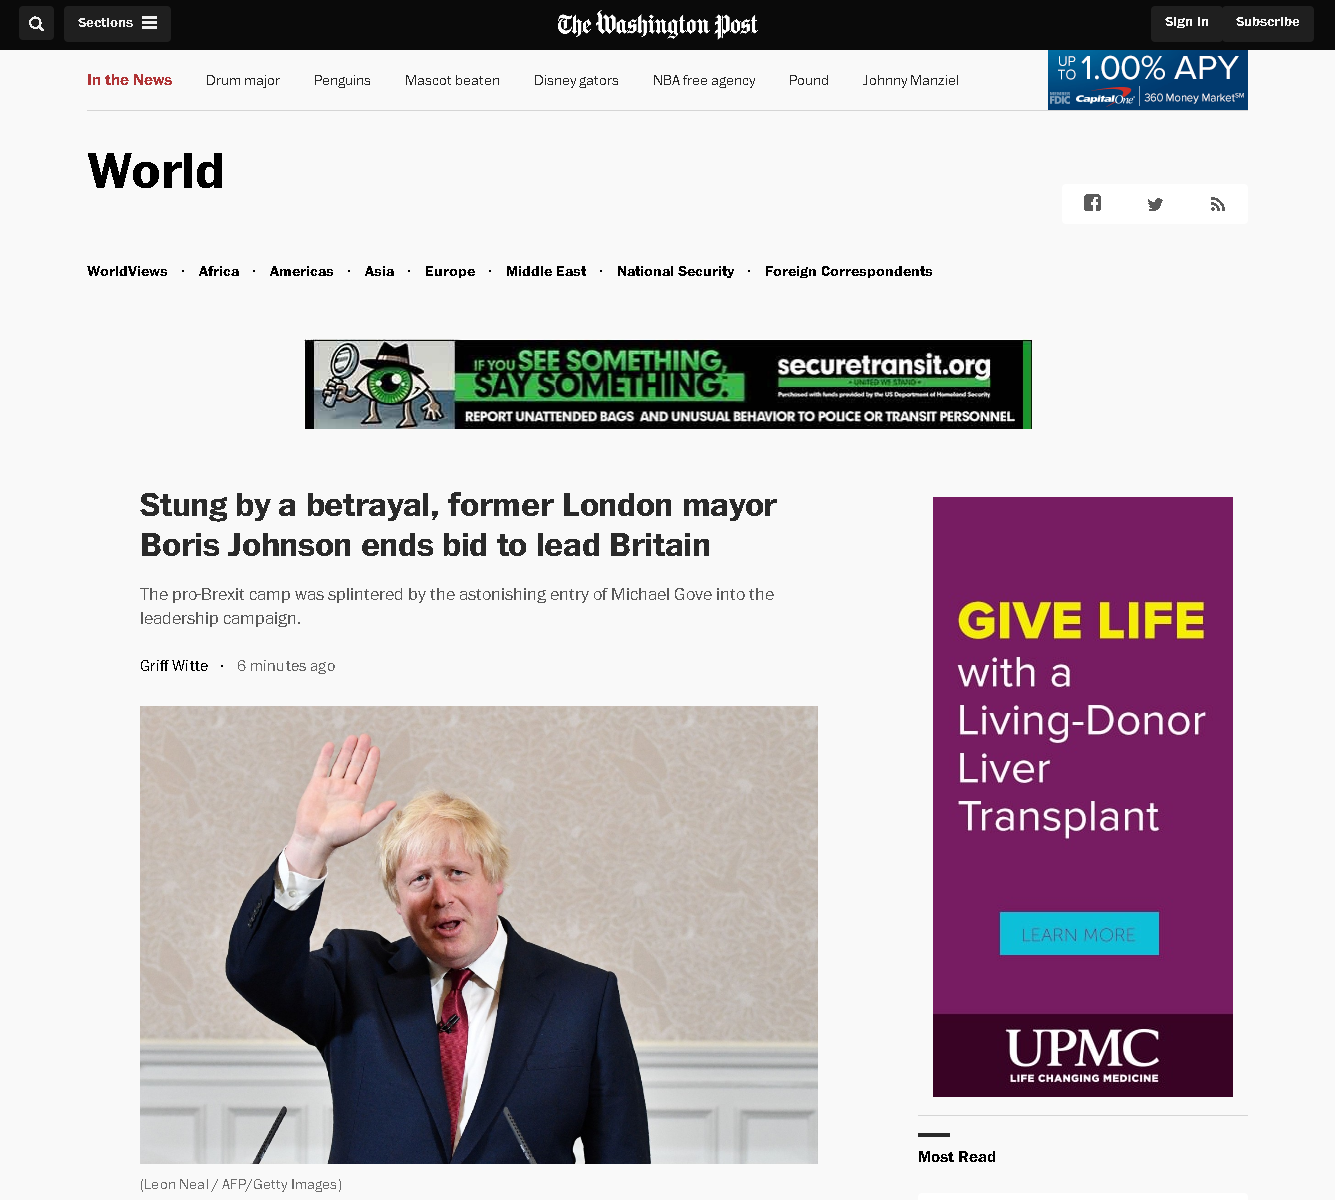 Sections
The Washington Post
Sign In
Subscribe
In the News
Drum major
Penguins
Mascot beaten
Disney gators
NBA free agency
Pound
Johnny Manziel
UP TO 1.00% APY
MEMBER FDIC Capital One 360 Money Market℠
World
WorldViews · Africa · Americas · Asia · Europe · Middle East · National Security · Foreign Correspondents
IF YOU SEE SOMETHING,
SAY SOMETHING.
securetransit.org
- UNITED WE STAND -
Purchased with funds provided by the US Department of Homeland Security
REPORT UNATTENDED BAGS AND UNUSUAL BEHAVIOR TO POLICE OR TRANSIT PERSONNEL
Stung by a betrayal, former London mayor
Boris Johnson ends bid to lead Britain
The pro-Brexit camp was splintered by the astonishing entry of Michael Gove into the
leadership campaign.
Griff Witte · 6 minutes ago
(Leon Neal / AFP/Getty Images)
GIVE LIFE
with a
Living-Donor
Liver
Transplant
LEARN MORE
UPMC
LIFE CHANGING MEDICINE
Most Read